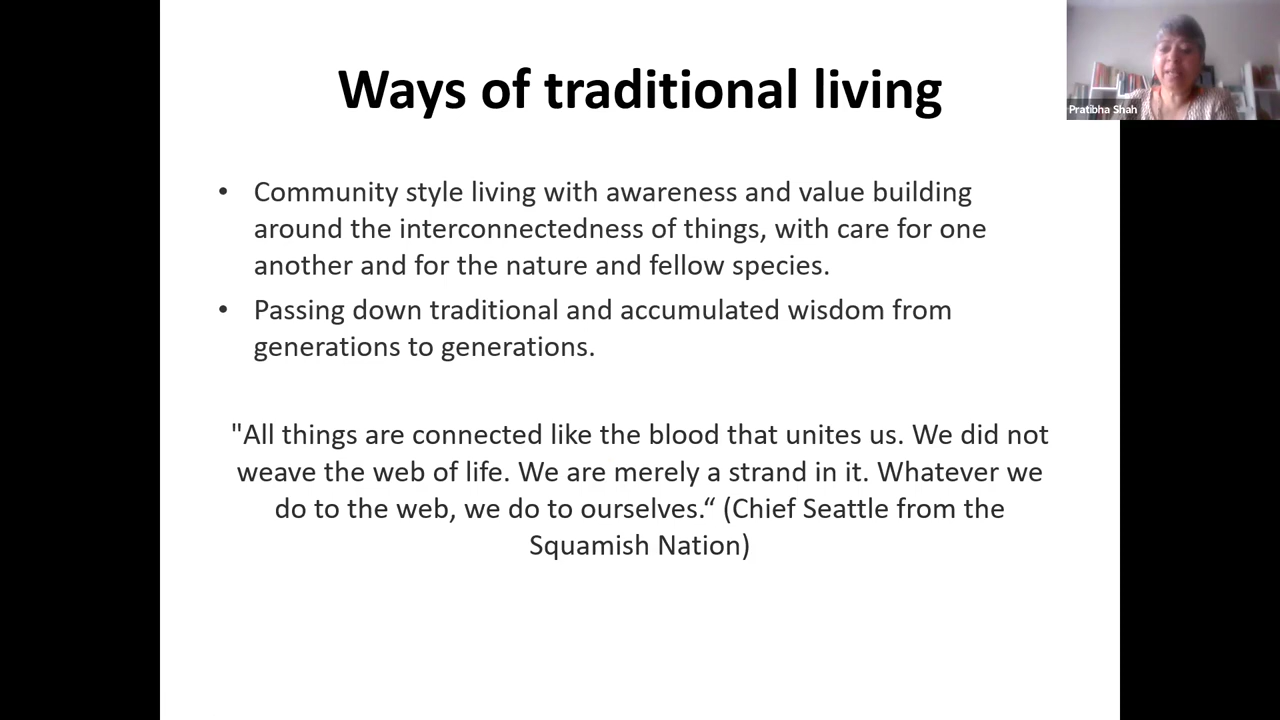 Ways of traditional living
Pratibha Shah
• Community style living with awareness and value building
around the interconnectedness of things, with care for one
another and for the nature and fellow species.
• Passing down traditional and accumulated wisdom from
generations to generations.
"All things are connected like the blood that unites us. We did not
weave the web of life. We are merely a strand in it. Whatever we
do to the web, we do to ourselves.“ (Chief Seattle from the
Squamish Nation)